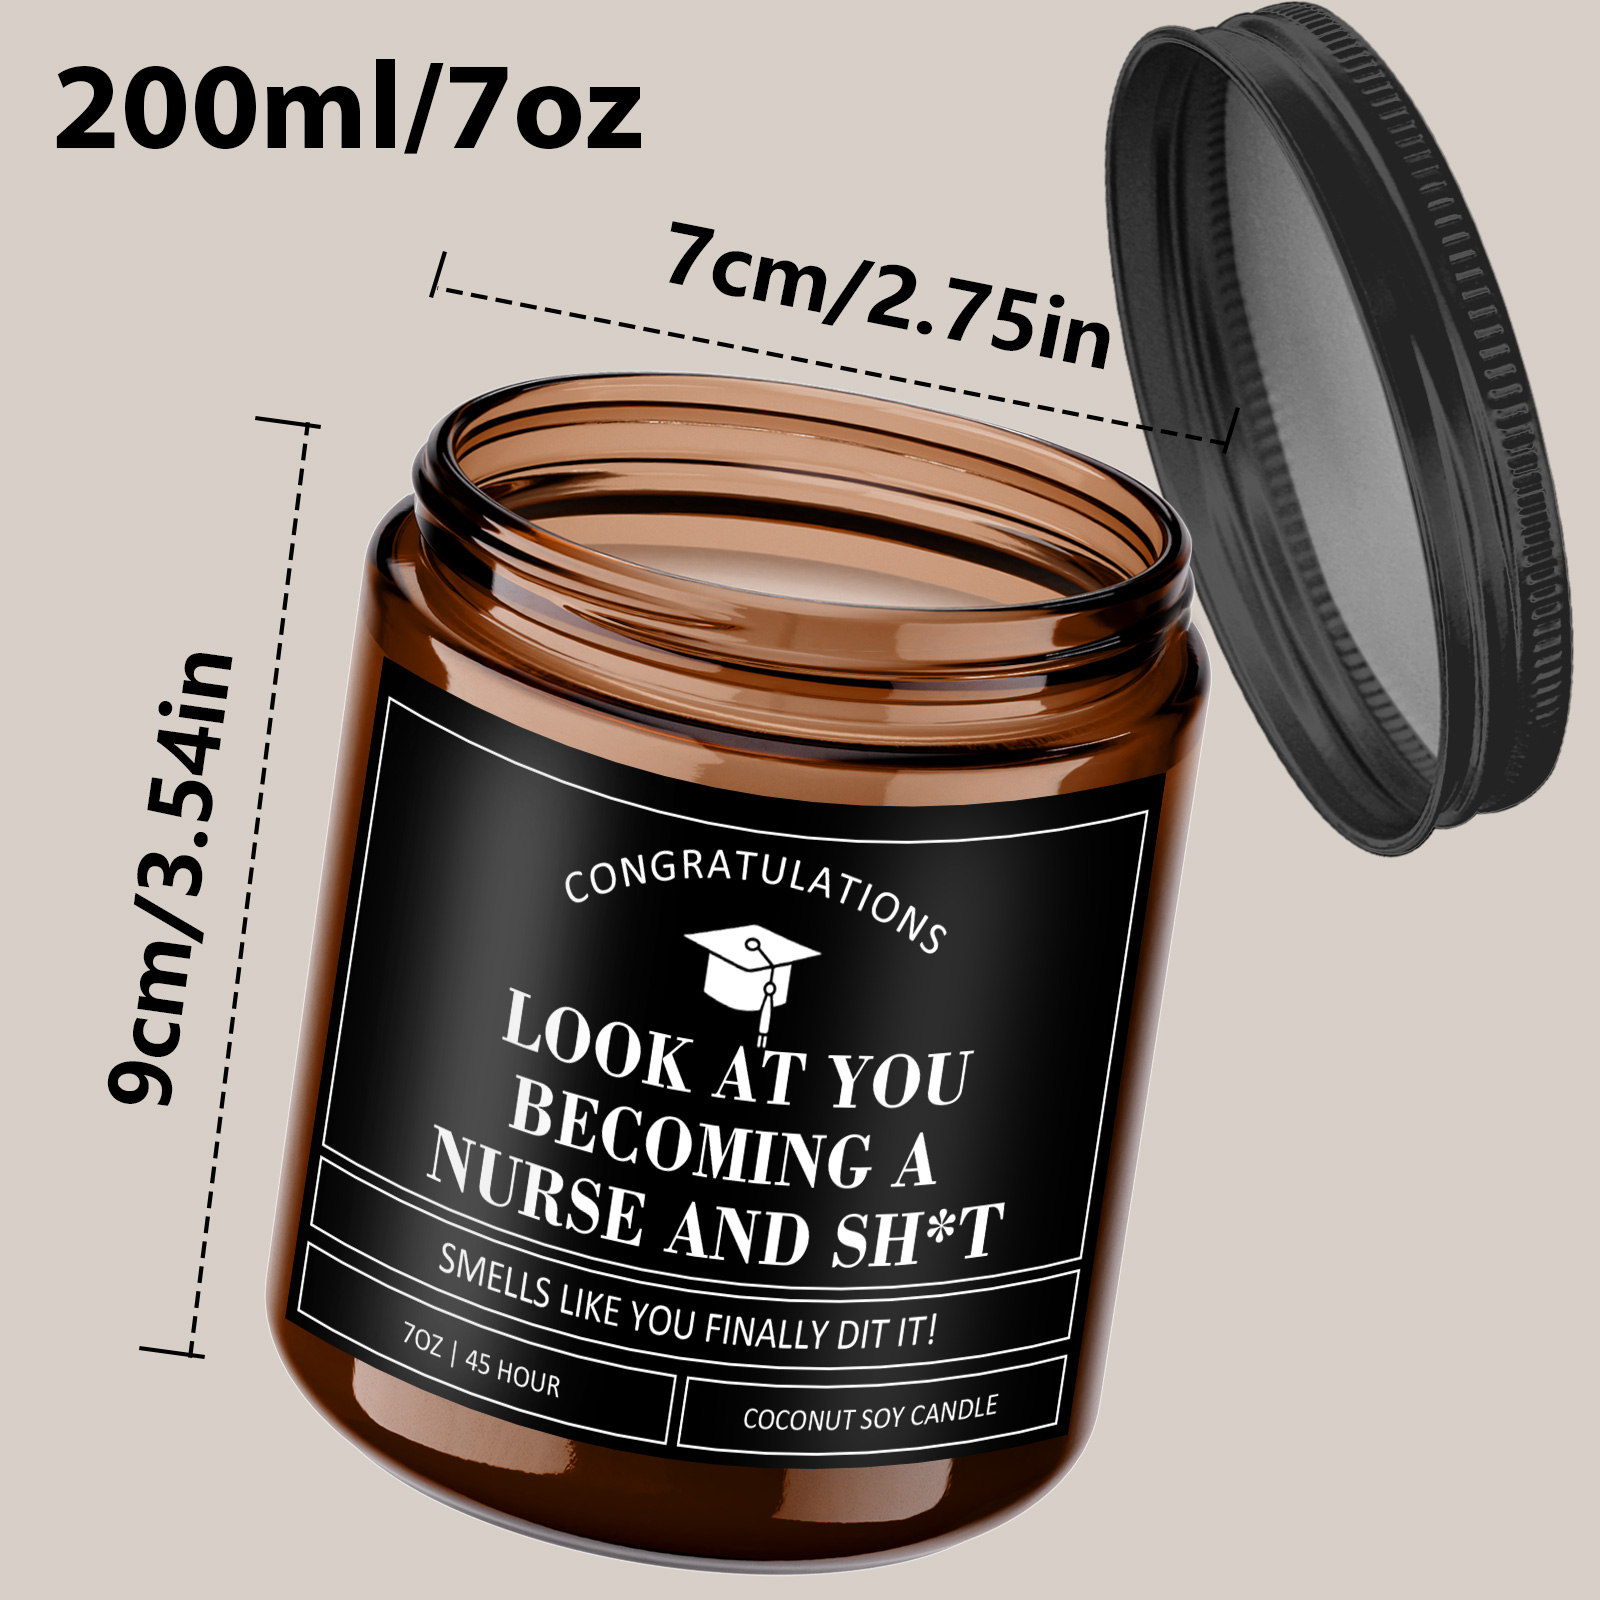 200ml/7oz
7cm/2.75in
9cm/3.54in
CONGRATULATIONS
LOOK AT YOU
BECOMING A
NURSE AND SH*T
SMELLS LIKE YOU FINALLY DIT IT!
7OZ | 45 HOUR
COCONUT SOY CANDLE